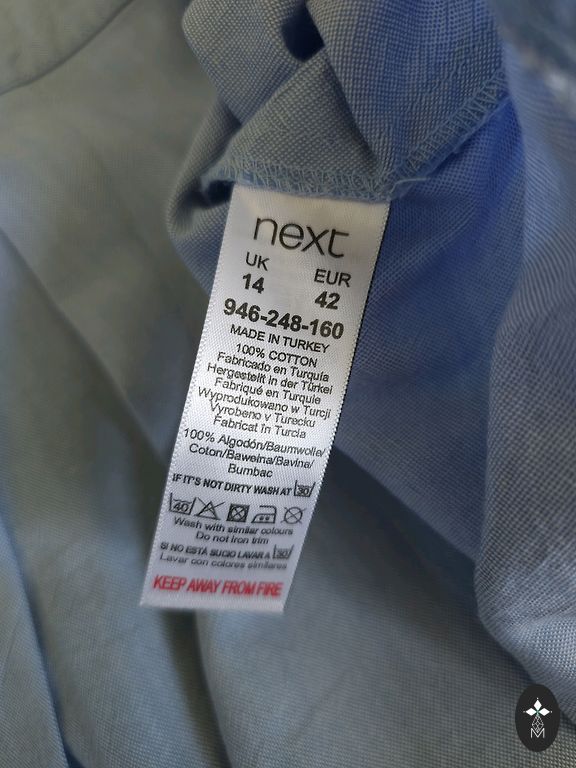 next
UK EUR
14 42
946-248-160
MADE IN TURKEY
100% COTTON
Fabricado en Turquía
Hergestellt in der Türkei
Fabriqué en Turquie
Wyprodukowano w Turcji
Vyrobeno v Turecku
Fabricat în Turcia
100% Algodón/Baumwolle/
Coton/Bawełna/Bavlna/
Bumbac
IF IT'S NOT DIRTY WASH AT 30
40
Wash with similar colours
Do not iron trim
SI NO ESTÁ SUCIO LAVAR A 30
Lavar con colores similares
KEEP AWAY FROM FIRE
M